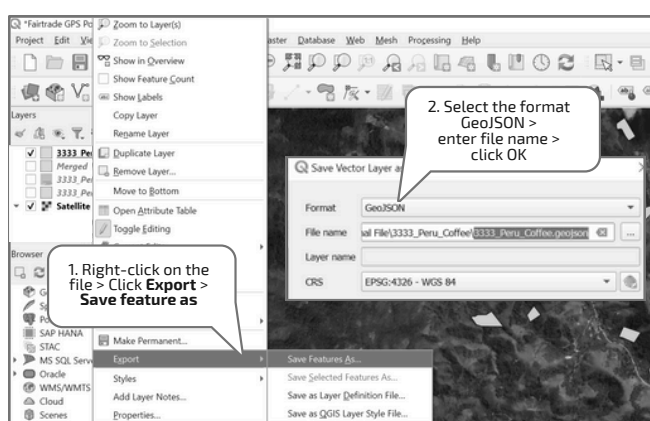 *Fairtrade GPS Po
Project Edit Vie
Zoom to Layer(s)
Zoom to Selection
Show in Overview
Show Feature Count
Show Labels
Copy Layer
Rename Layer
Duplicate Layer
Remove Layer...
Move to Bottom
Open Attribute Table
Toggle Editing
Make Permanent...
Export
Styles
Add Layer Notes...
Properties...
aster Database Web Mesh Processing Help
Layers
3333_Pe
Merged
3333_Pe
3333_Pe
Satellite
Browser
SAP HANA
STAC
MS SQL Serve
Oracle
WMS/WMTS
Cloud
Scenes
1. Right-click on the
file > Click Export >
Save feature as
2. Select the format
GeoJSON >
enter file name >
click OK
Save Vector Layer as
Format GeoJSON
File name al File\3333_Peru_Coffee\3333_Peru_Coffee.geojson ...
Layer name
CRS EPSG:4326 - WGS 84
Save Features As...
Save Selected Features As...
Save as Layer Definition File...
Save as QGIS Layer Style File...